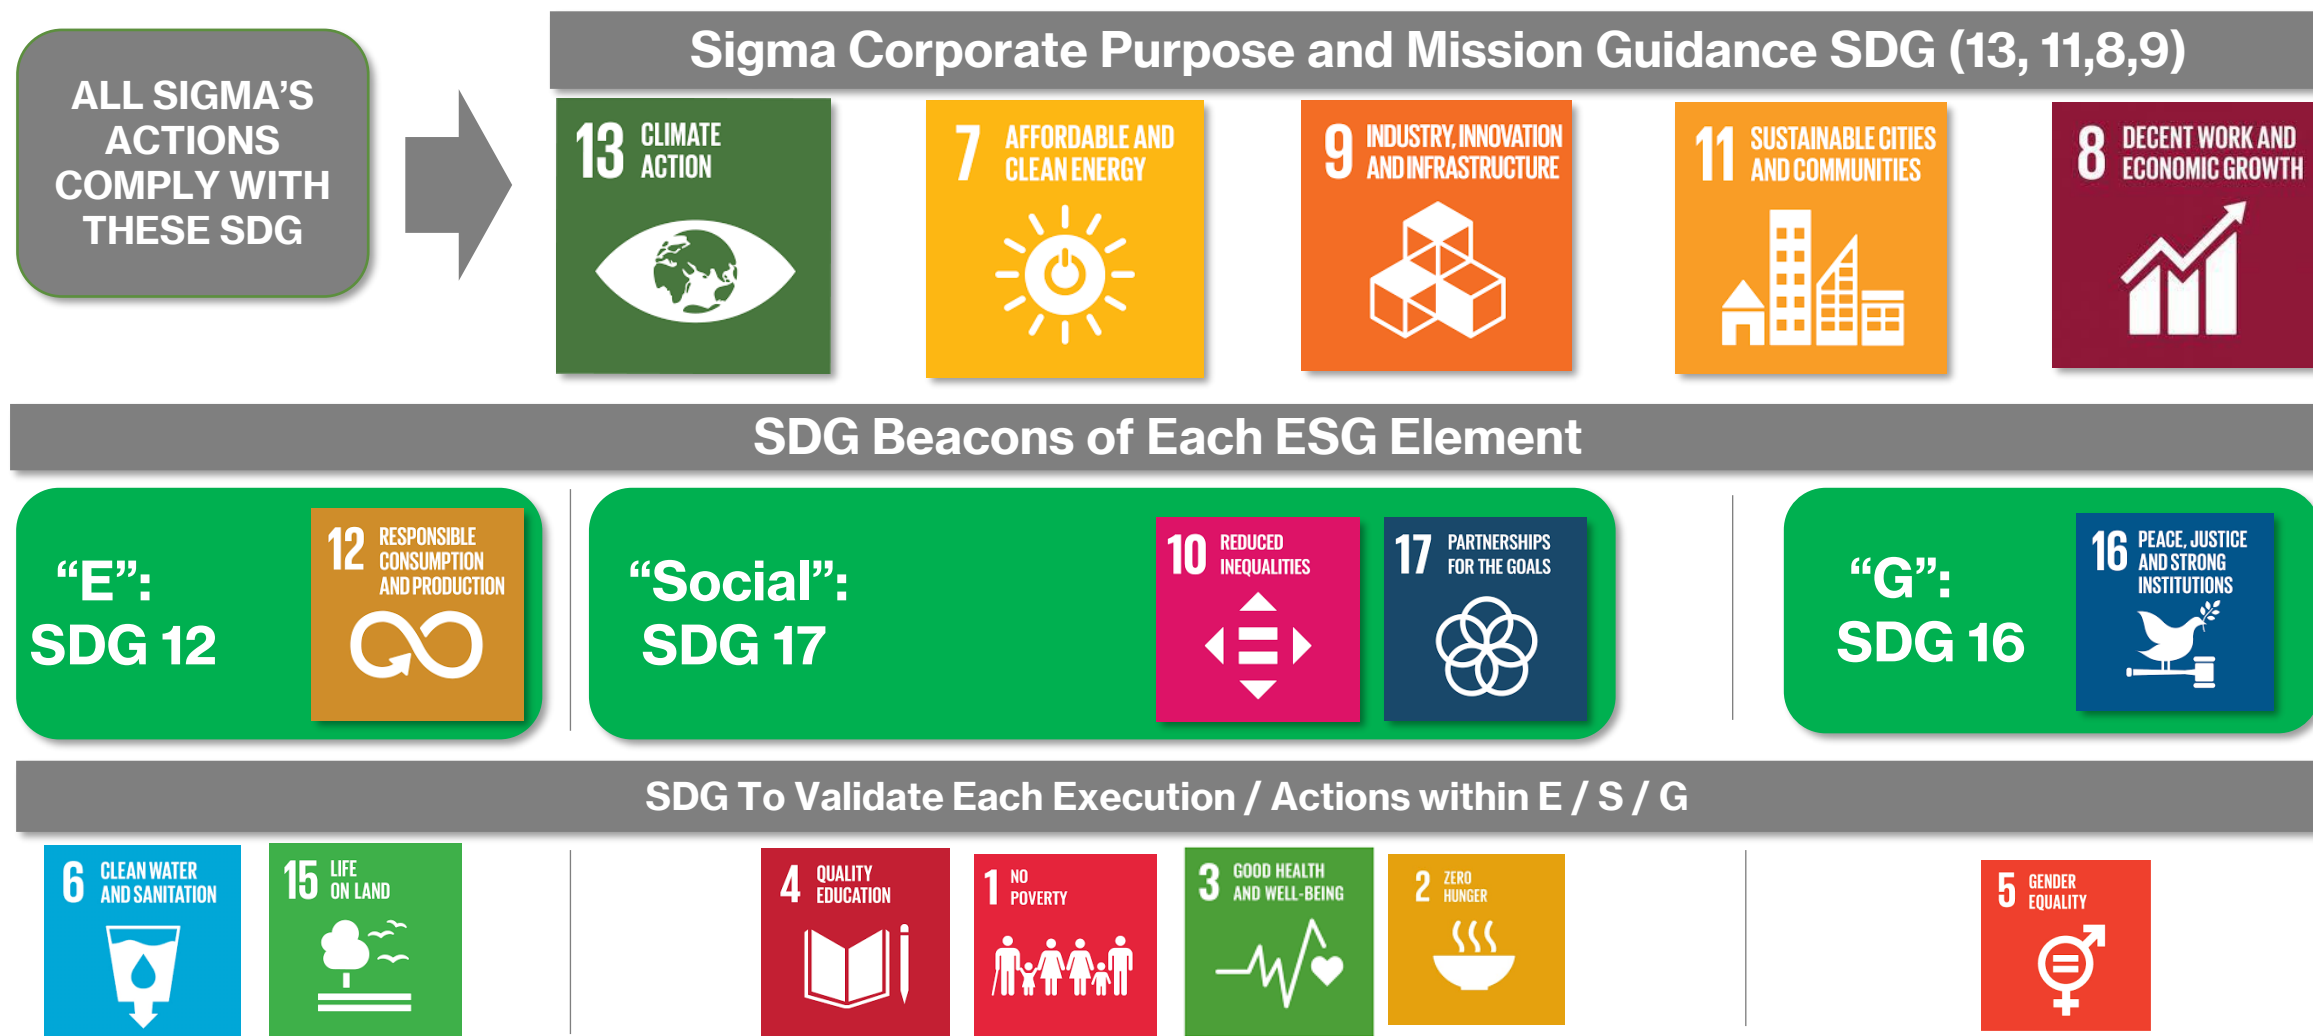 ALL SIGMA’S
ACTIONS
COMPLY WITH
THESE SDG
Sigma Corporate Purpose and Mission Guidance SDG (13, 11,8,9)
13 CLIMATE
ACTION
7 AFFORDABLE AND
CLEAN ENERGY
9 INDUSTRY, INNOVATION
AND INFRASTRUCTURE
11 SUSTAINABLE CITIES
AND COMMUNITIES
8 DECENT WORK AND
ECONOMIC GROWTH
SDG Beacons of Each ESG Element
“E”:
SDG 12
12 RESPONSIBLE
CONSUMPTION
AND PRODUCTION
“Social”:
SDG 17
10 REDUCED
INEQUALITIES
17 PARTNERSHIPS
FOR THE GOALS
“G”:
SDG 16
16 PEACE, JUSTICE
AND STRONG
INSTITUTIONS
SDG To Validate Each Execution / Actions within E / S / G
6 CLEAN WATER
AND SANITATION
15 LIFE
ON LAND
4 QUALITY
EDUCATION
1 NO
POVERTY
3 GOOD HEALTH
AND WELL-BEING
2 ZERO
HUNGER
5 GENDER
EQUALITY